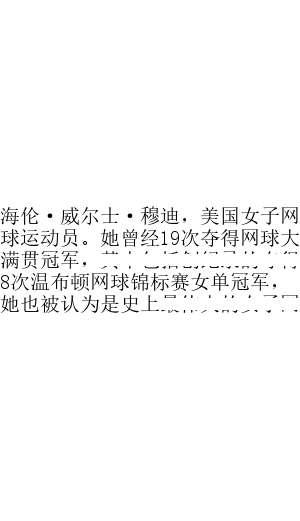 海伦·威尔士·穆迪，美国女子网
球运动员。她曾经19次夺得网球大
满贯冠军，
8次温布顿网球锦标赛女单冠军，
她也被认为是史上